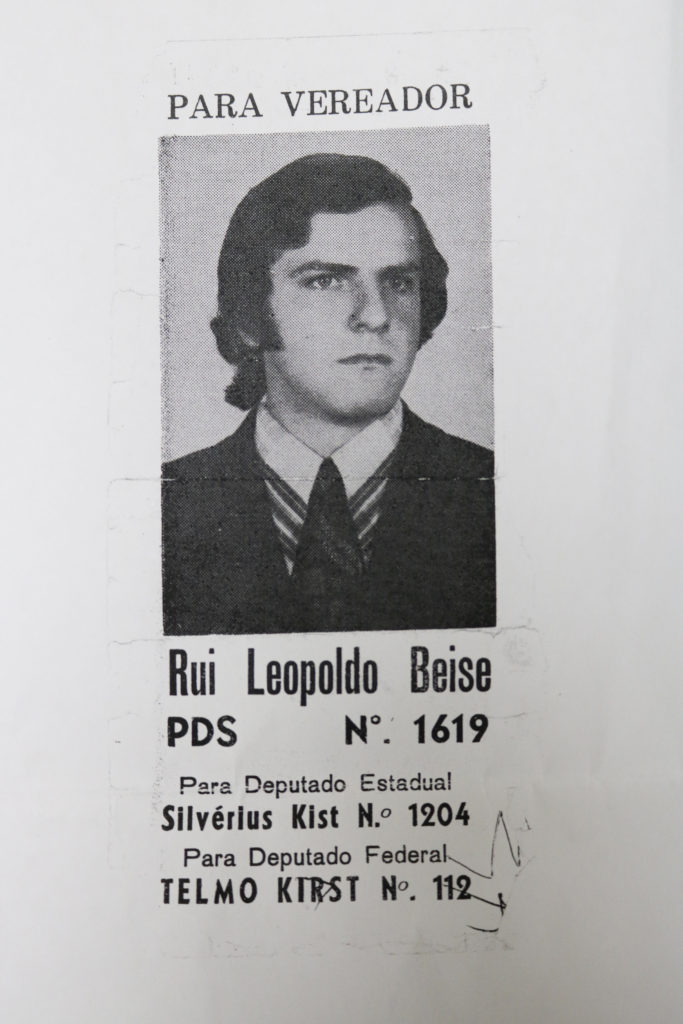 PARA VEREADOR
Rui Leopoldo Beise
PDS Nº. 1619
Para Deputado Estadual
Silvérius Kist N.º 1204
Para Deputado Federal
TELMO KIRST Nº. 112